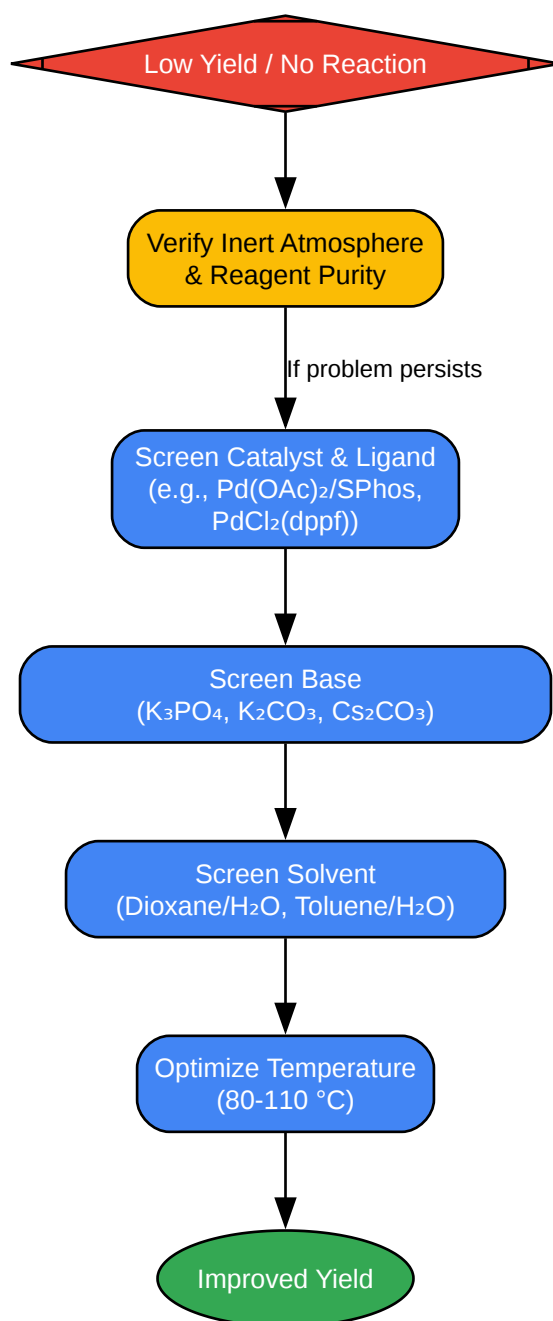 Low Yield / No Reaction
Verify Inert Atmosphere
& Reagent Purity
If problem persists
Screen Catalyst & Ligand
(e.g., Pd(OAc)₂/SPhos,
PdCl₂(dppf))
Screen Base
(K₃PO₄, K₂CO₃, Cs₂CO₃)
Screen Solvent
(Dioxane/H₂O, Toluene/H₂O)
Optimize Temperature
(80-110 °C)
Improved Yield